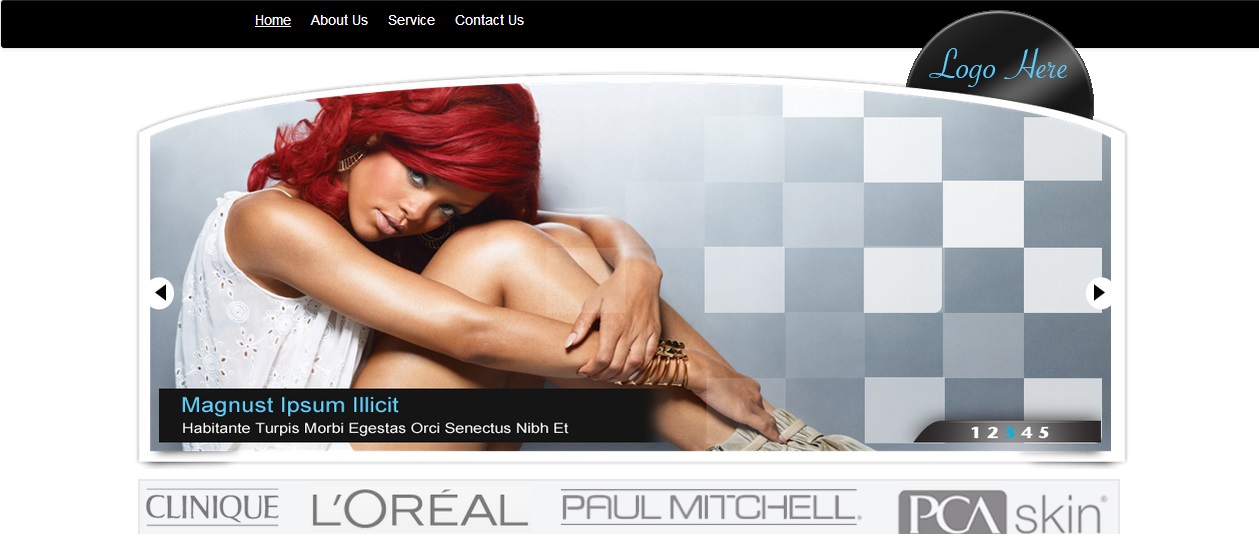 Home About Us Service Contact Us
Logo Here
Magnust Ipsum Illicit
Habitante Turpis Morbi Egestas Orci Senectus Nibh Et
1 2 3 4 5
CLINIQUE L'ORÉAL PAUL MITCHELL® PCA skin®